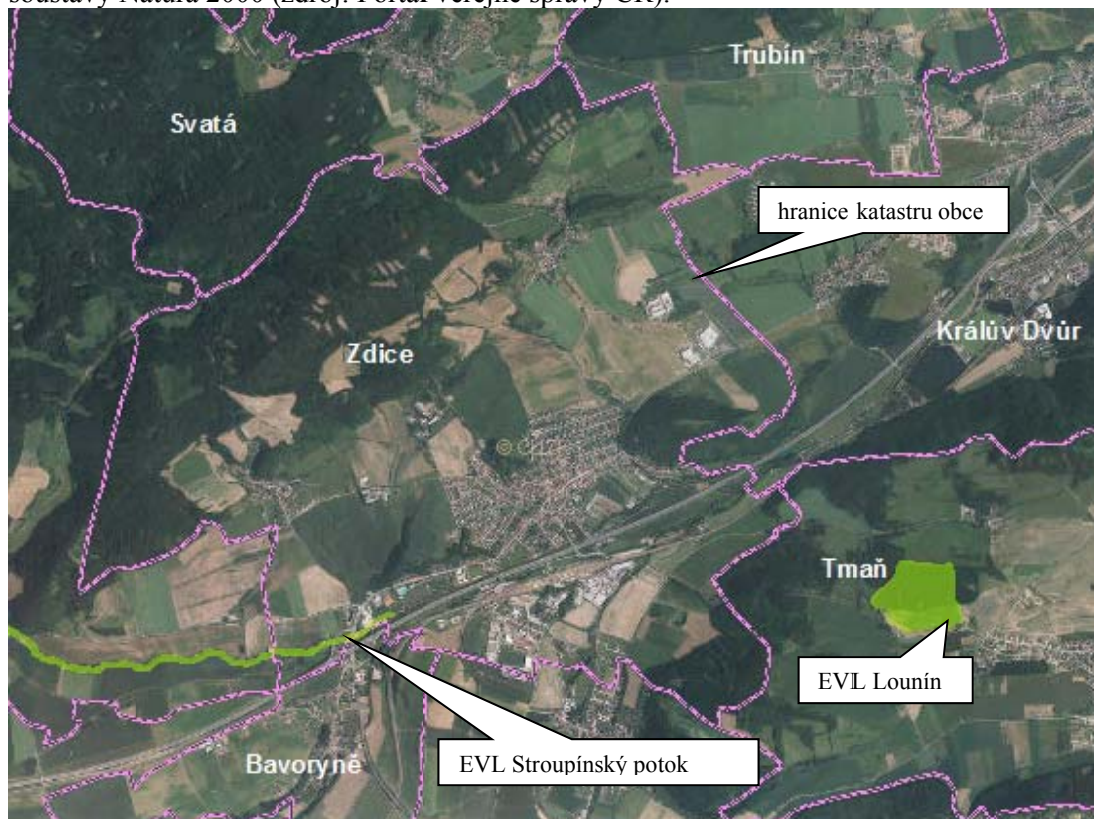 soustavy Natura 2000 (zdroj: Portál veřejné správy ČR).
Trubín
Svatá
hranice katastru obce
Králův Dvůr
Zdice
Tmaň
EVL Lounín
EVL Stroupínský potok
Bavoryně